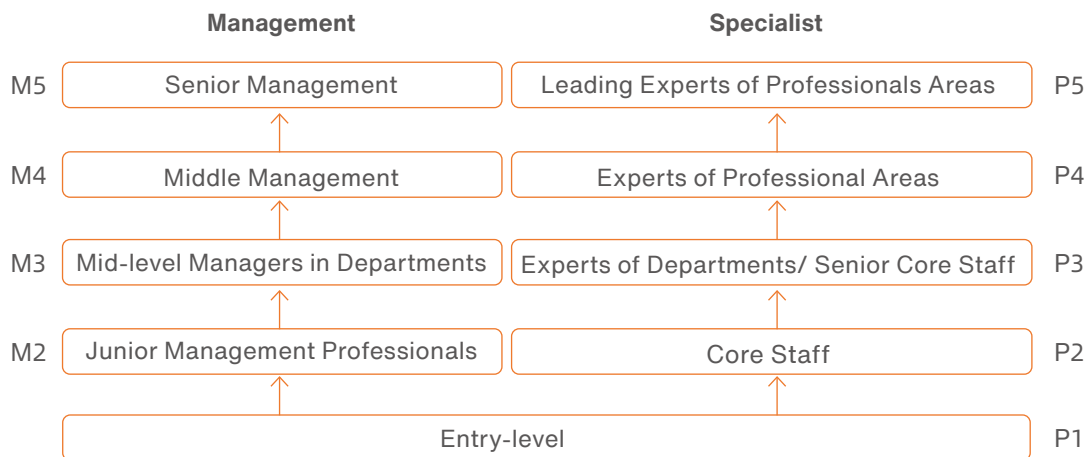 Management Specialist
M5 Senior Management Leading Experts of Professionals Areas P5
M4 Middle Management Experts of Professional Areas P4
M3 Mid-level Managers in Departments Experts of Departments/ Senior Core Staff P3
M2 Junior Management Professionals Core Staff P2
Entry-level P1